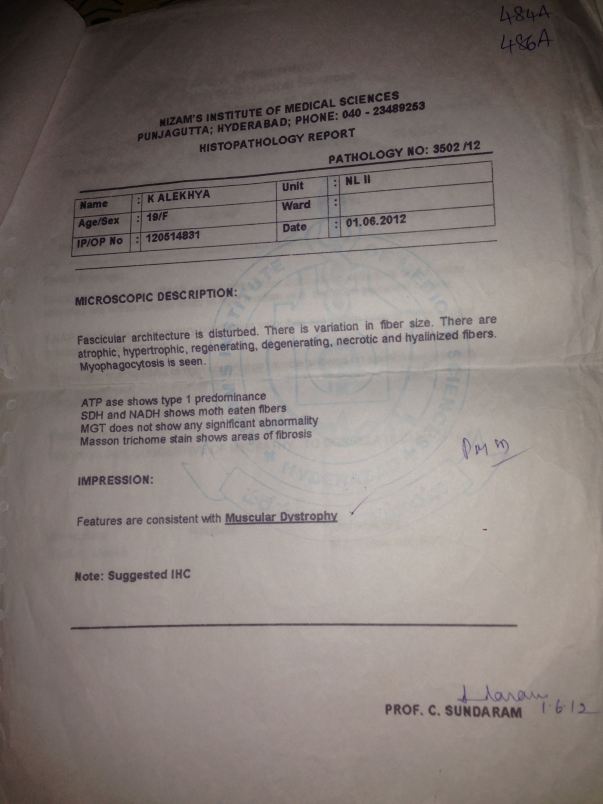 484A
486A
NIZAM'S INSTITUTE OF MEDICAL SCIENCES
PUNJAGUTTA; HYDERABAD; PHONE: 040 - 23489253
HISTOPATHOLOGY REPORT
PATHOLOGY NO: 3502 /12
Name : K ALEKHYA Unit : NL II
Age/Sex : 19/F Ward :
IP/OP No : 120514831 Date : 01.06.2012
MICROSCOPIC DESCRIPTION:
Fascicular architecture is disturbed. There is variation in fiber size. There are
atrophic, hypertrophic, regenerating, degenerating, necrotic and hyalinized fibers.
Myophagocytosis is seen.
ATP ase shows type 1 predominance
SDH and NADH shows moth eaten fibers
MGT does not show any significant abnormality
Masson trichome stain shows areas of fibrosis
DMD
IMPRESSION:
Features are consistent with Muscular Dystrophy
Note: Suggested IHC
PROF. C. SUNDARAM 1.6.12